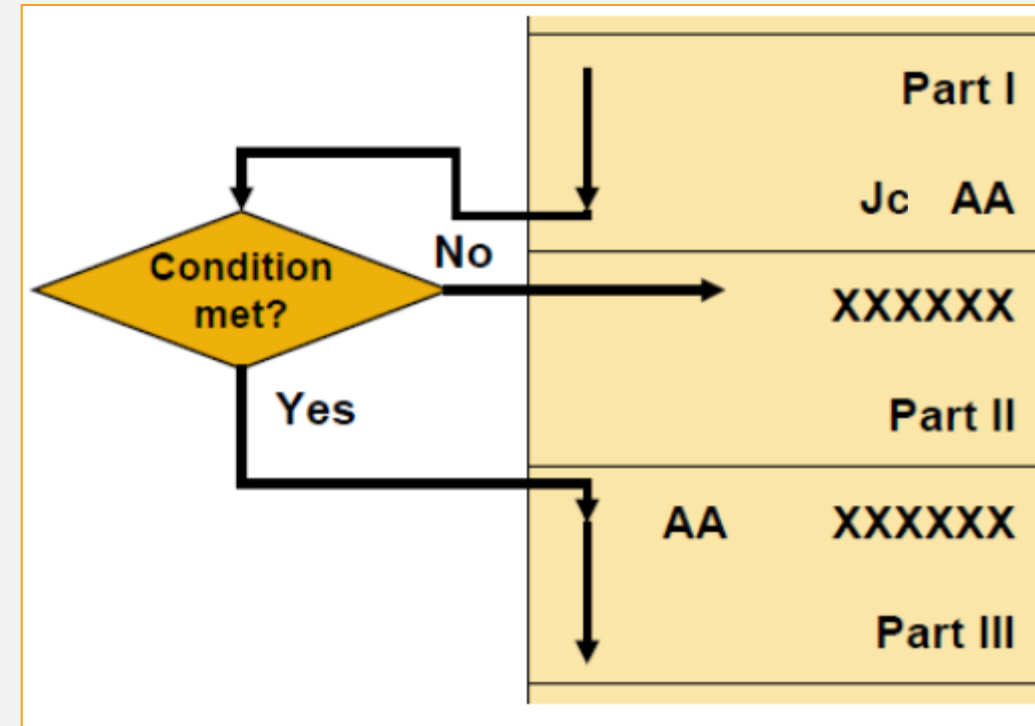 Part I
Jc AA
No
Condition
met?
XXXXXX
Yes
Part II
AA XXXXXX
Part III